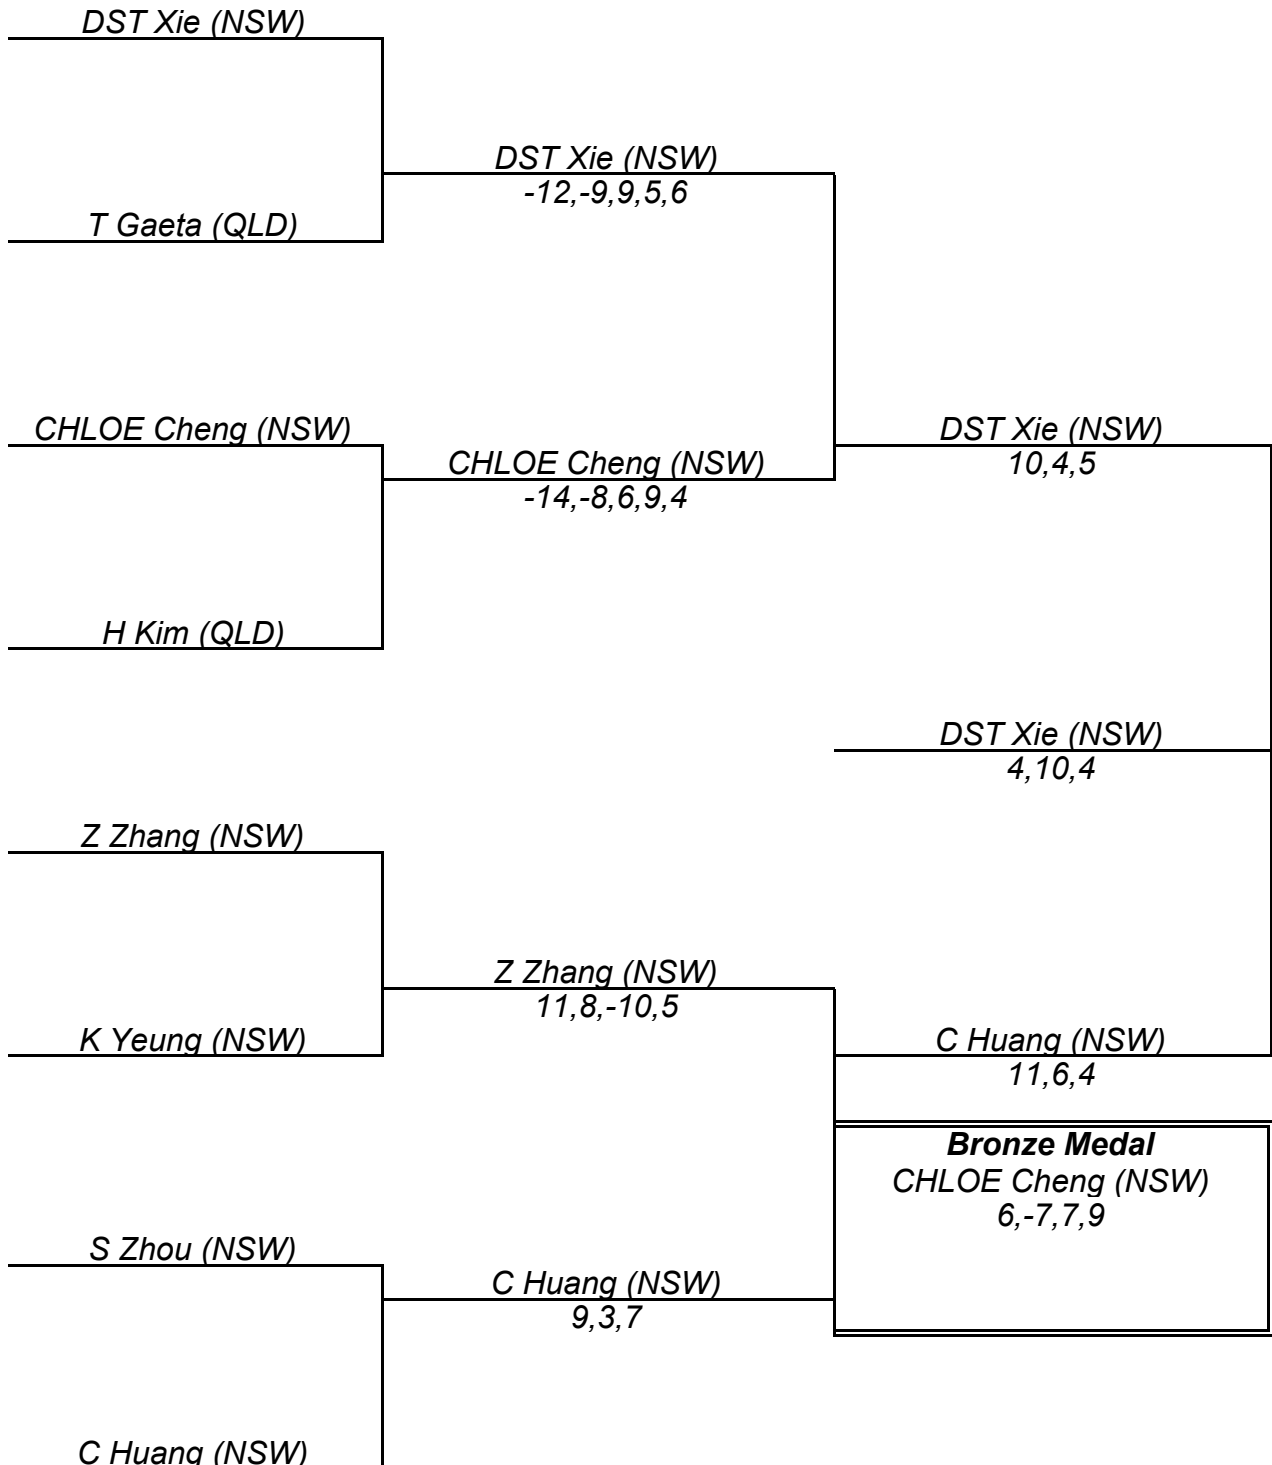 DST Xie (NSW)
DST Xie (NSW)
-12,-9,9,5,6
T Gaeta (QLD)
CHLOE Cheng (NSW)
DST Xie (NSW)
10,4,5
CHLOE Cheng (NSW)
-14,-8,6,9,4
H Kim (QLD)
DST Xie (NSW)
4,10,4
Z Zhang (NSW)
Z Zhang (NSW)
11,8,-10,5
K Yeung (NSW)
C Huang (NSW)
11,6,4
Bronze Medal
CHLOE Cheng (NSW)
6,-7,7,9
S Zhou (NSW)
C Huang (NSW)
9,3,7
C Huang (NSW)